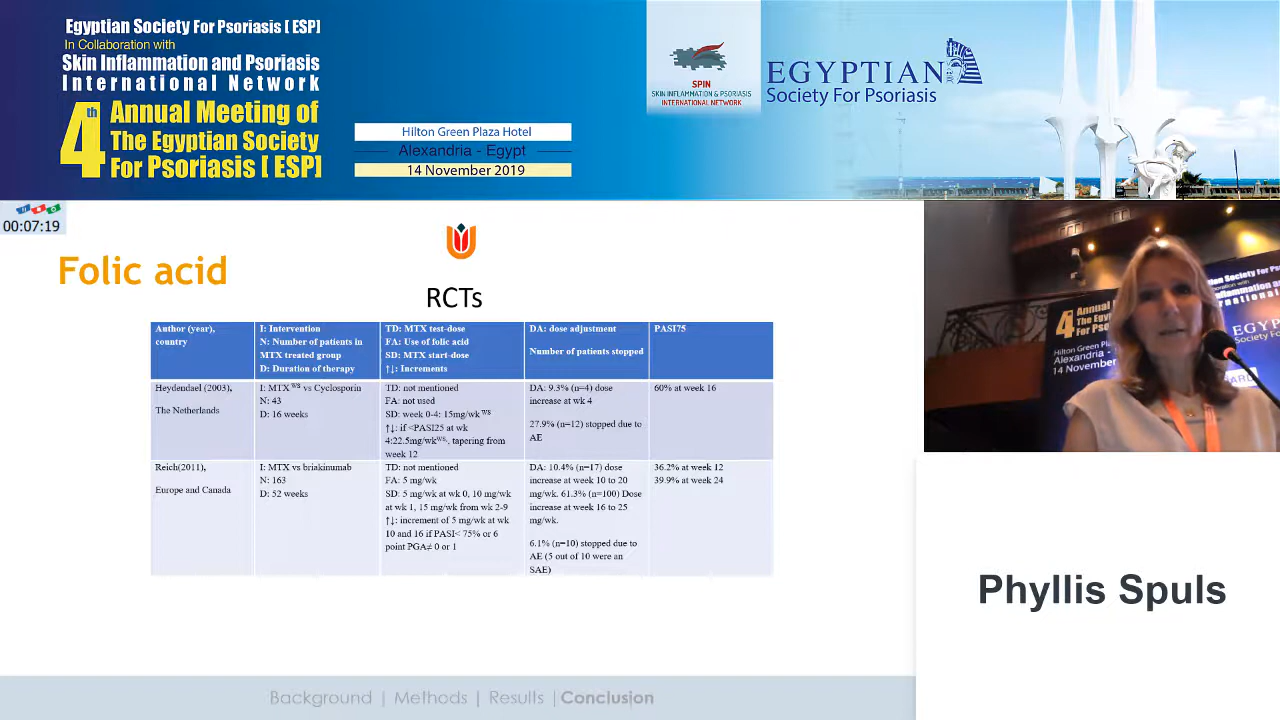 Egyptian Society For Psoriasis [ ESP]
In Collaboration with
Skin Inflammation and Psoriasis
International Network
4th Annual Meeting of
The Egyptian Society
For Psoriasis [ ESP]
Hilton Green Plaza Hotel
Alexandria - Egypt
14 November 2019
SPIN
SKIN INFLAMMATION & PSORIASIS
INTERNATIONAL NETWORK
EGYPTIAN
Society For Psoriasis
00:07:19
Folic acid
RCTs
Author (year),
country
I: Intervention
N: Number of patients in
MTX treated group
D: Duration of therapy
TD: MTX test-dose
FA: Use of folic acid
SD: MTX start-dose
↑↓: Increments
DA: dose adjustment
Number of patients stopped
PASI75
Heydendael (2003),
The Netherlands
I: MTX WS vs Cyclosporin
N: 43
D: 16 weeks
TD: not mentioned
FA: not used
SD: week 0-4: 15mg/wk WS
↑↓: if <PASI25 at wk
4:22.5mg/wkWS, tapering from
week 12
DA: 9.3% (n=4) dose
increase at wk 4
27.9% (n=12) stopped due to
AE
60% at week 16
Reich(2011),
Europe and Canada
I: MTX vs briakinumab
N: 163
D: 52 weeks
TD: not mentioned
FA: 5 mg/wk
SD: 5 mg/wk at wk 0, 10 mg/wk
at wk 1, 15 mg/wk from wk 2-9
↑↓: increment of 5 mg/wk at wk
10 and 16 if PASI< 75% or 6
point PGA≠ 0 or 1
DA: 10.4% (n=17) dose
increase at week 10 to 20
mg/wk. 61.3% (n=100) Dose
increase at week 16 to 25
mg/wk.
6.1% (n=10) stopped due to
AE (5 out of 10 were an
SAE)
36.2% at week 12
39.9% at week 24
Phyllis Spuls
Background | Methods | Results | Conclusion